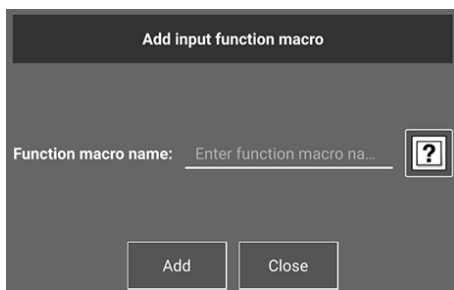 Add input function macro
Function macro name: Enter function macro na... ?
Add Close